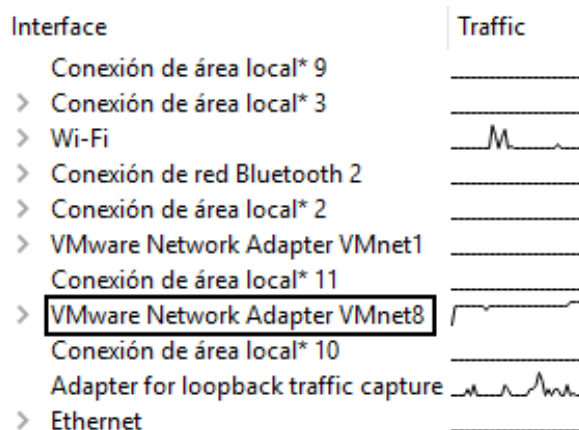 Interface Traffic
Conexión de área local* 9
Conexión de área local* 3
Wi-Fi
Conexión de red Bluetooth 2
Conexión de área local* 2
VMware Network Adapter VMnet1
Conexión de área local* 11
VMware Network Adapter VMnet8
Conexión de área local* 10
Adapter for loopback traffic capture
Ethernet